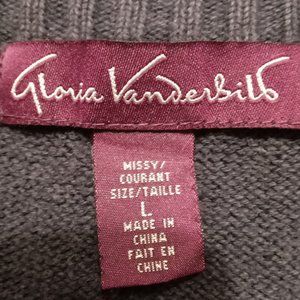 Gloria Vanderbilt
MISSY/
COURANT
SIZE/TAILLE
L
MADE IN
CHINA
FAIT EN
CHINE